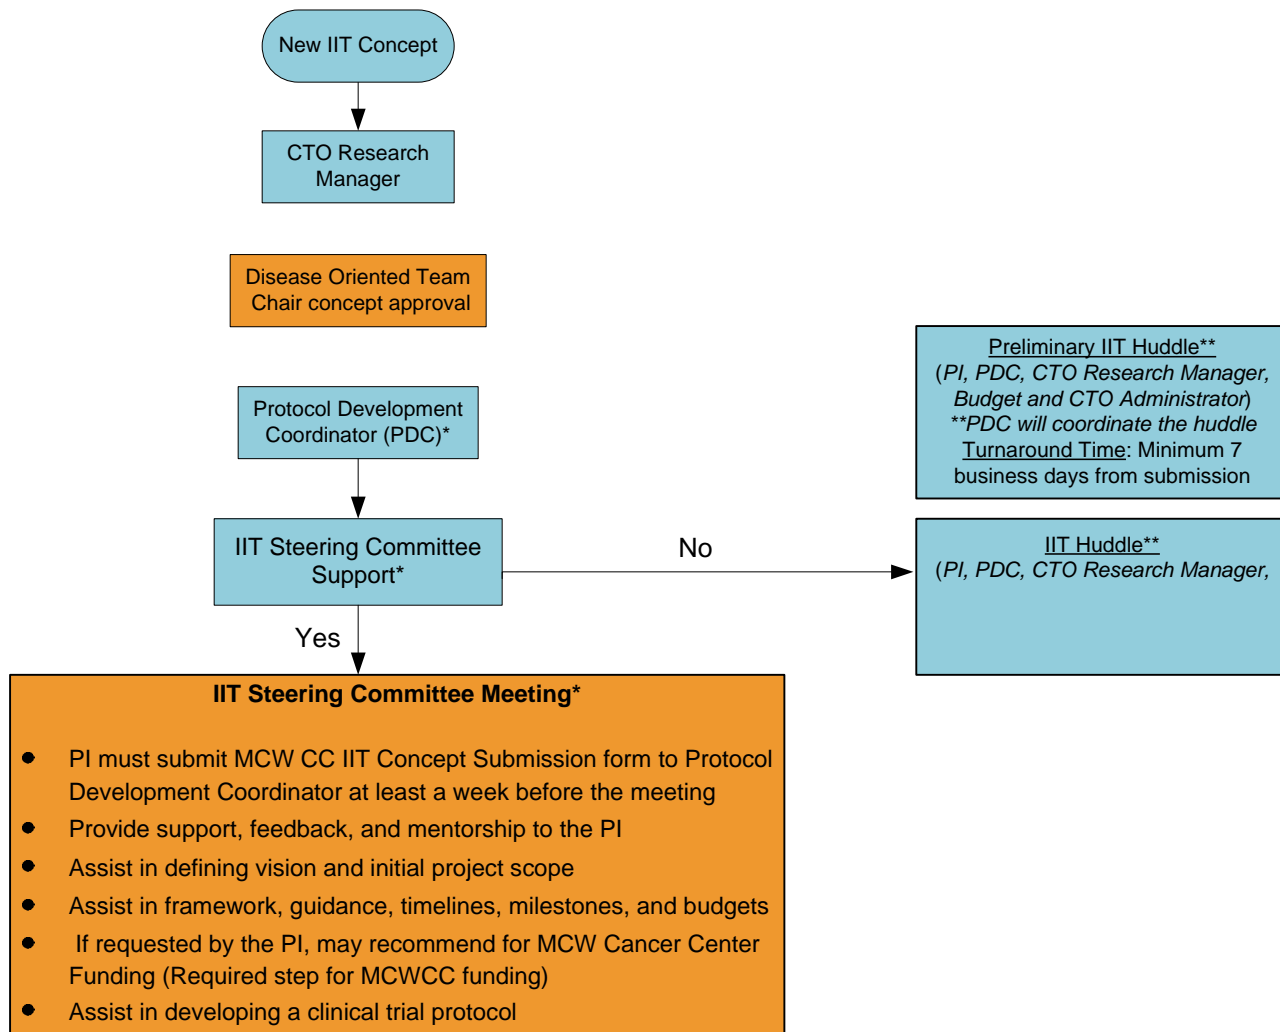 New IIT Concept
CTO Research
Manager
Disease Oriented Team
Chair concept approval
Protocol Development
Coordinator (PDC)*
IIT Steering Committee
Support*
No
Yes
Preliminary IIT Huddle**
(PI, PDC, CTO Research Manager,
Budget and CTO Administrator)
**PDC will coordinate the huddle
Turnaround Time: Minimum 7
business days from submission
IIT Huddle**
(PI, PDC, CTO Research Manager,
IIT Steering Committee Meeting*
● PI must submit MCW CC IIT Concept Submission form to Protocol
Development Coordinator at least a week before the meeting
● Provide support, feedback, and mentorship to the PI
● Assist in defining vision and initial project scope
● Assist in framework, guidance, timelines, milestones, and budgets
● If requested by the PI, may recommend for MCW Cancer Center
Funding (Required step for MCWCC funding)
● Assist in developing a clinical trial protocol